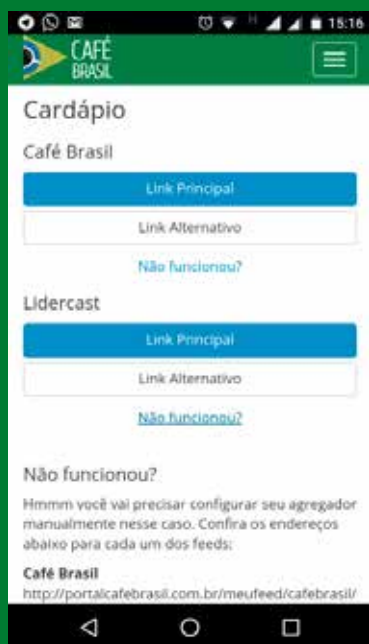 15:16
CAFÉ
BRASIL
Cardápio
Café Brasil
Link Principal
Link Alternativo
Não funcionou?
Lidercast
Link Principal
Link Alternativo
Não funcionou?
Não funcionou?
Hmmm você vai precisar configurar seu agregador
manualmente nesse caso. Confira os endereços
abaixo para cada um dos feeds:
Café Brasil
http://portalcafebrasil.com.br/meufeed/cafebrasil/